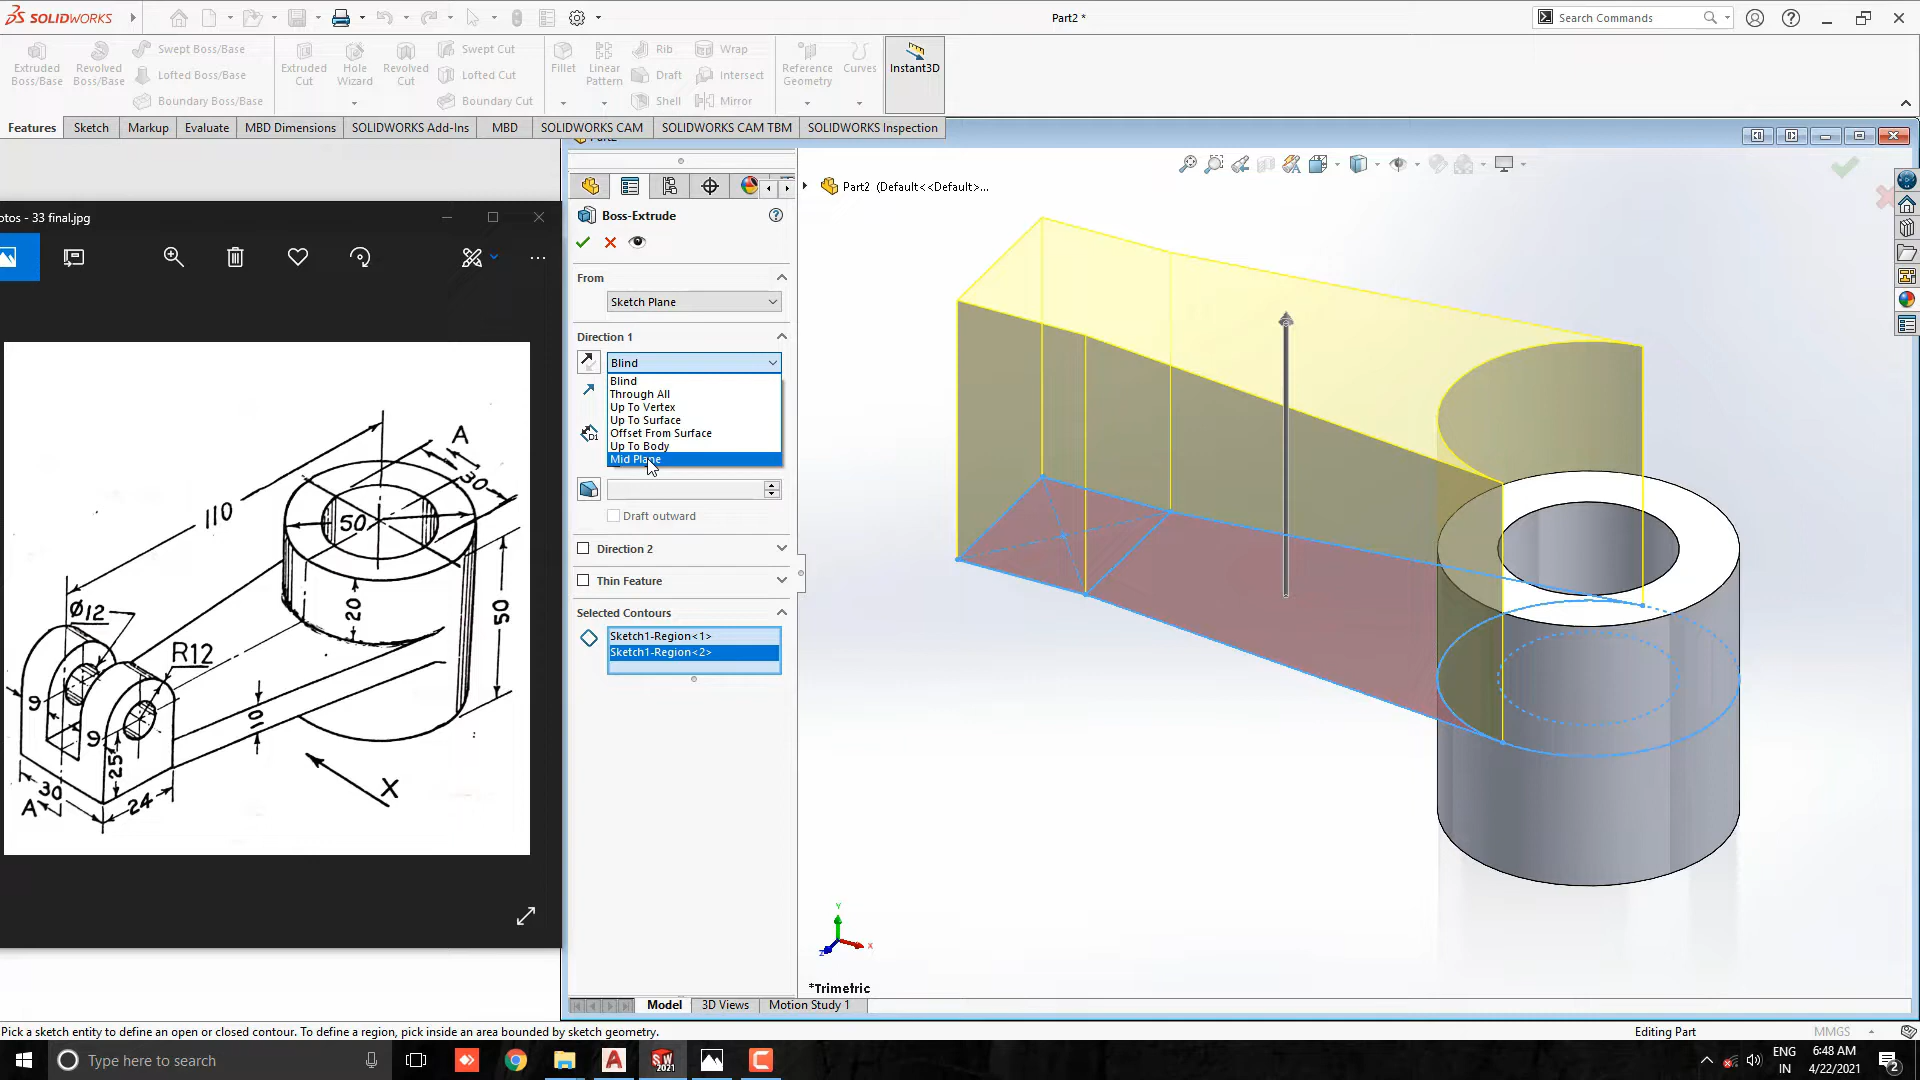 SOLIDWORKS
Part2 *
Search Commands
Extruded Boss/Base
Revolved Boss/Base
Swept Boss/Base
Lofted Boss/Base
Boundary Boss/Base
Extruded Cut
Hole Wizard
Revolved Cut
Swept Cut
Lofted Cut
Boundary Cut
Fillet
Linear Pattern
Rib
Draft
Shell
Wrap
Intersect
Mirror
Reference Geometry
Curves
Instant3D
Features
Sketch
Markup
Evaluate
MBD Dimensions
SOLIDWORKS Add-Ins
MBD
SOLIDWORKS CAM
SOLIDWORKS CAM TBM
SOLIDWORKS Inspection
otos - 33 final.jpg
Part2 (Default<<Default>...
Boss-Extrude
From
Sketch Plane
Direction 1
Blind
Blind
Through All
Up To Vertex
Up To Surface
Offset From Surface
Up To Body
Mid Plane
Draft outward
Direction 2
Thin Feature
Selected Contours
Sketch1-Region<1>
Sketch1-Region<2>
A
30
110
50
Ø12
20
50
R12
9
9
10
25
30
24
A
X
Y
X
Z
*Trimetric
Model
3D Views
Motion Study 1
Pick a sketch entity to define an open or closed contour. To define a region, pick inside an area bounded by sketch geometry.
Editing Part
MMGS
Type here to search
A
SW
2021
ENG
IN
6:48 AM
4/22/2021
2